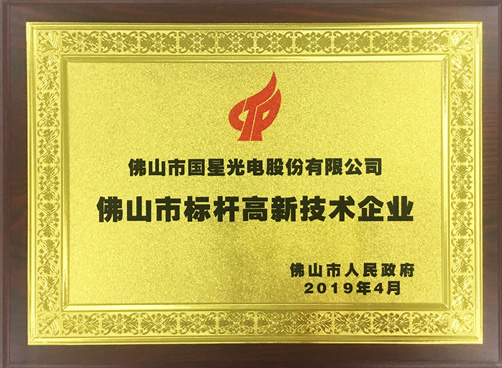 佛山市国星光电股份有限公司
佛山市标杆高新技术企业
佛山市人民政府
2019年4月